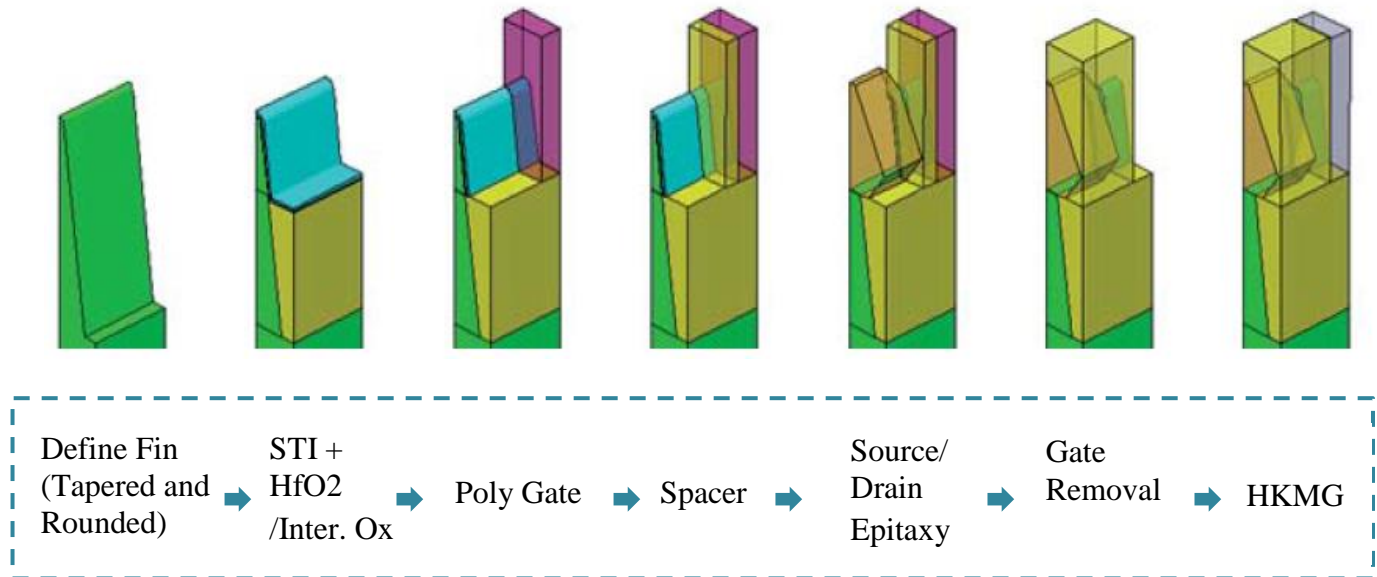 Define Fin
(Tapered and
Rounded)
STI +
HfO2
/Inter. Ox
Poly Gate
Spacer
Source/
Drain
Epitaxy
Gate
Removal
HKMG